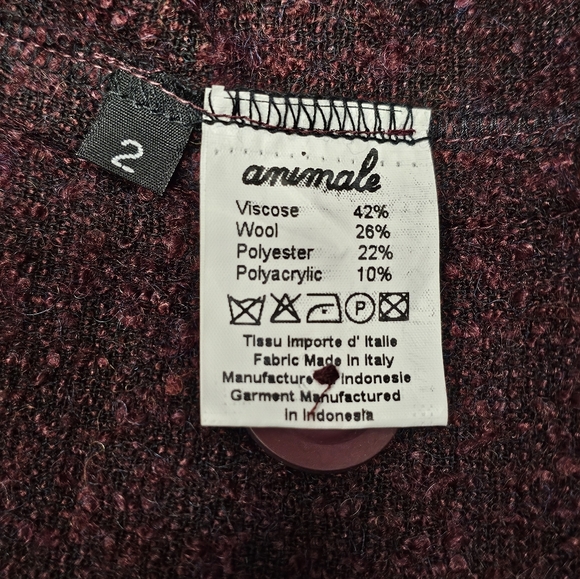 2
animale
Viscose 42%
Wool 26%
Polyester 22%
Polyacrylic 10%
P
Tissu Importe d' Italie
Fabric Made In Italy
Manufacture Indonesie
Garment Manufactured
in Indonesia